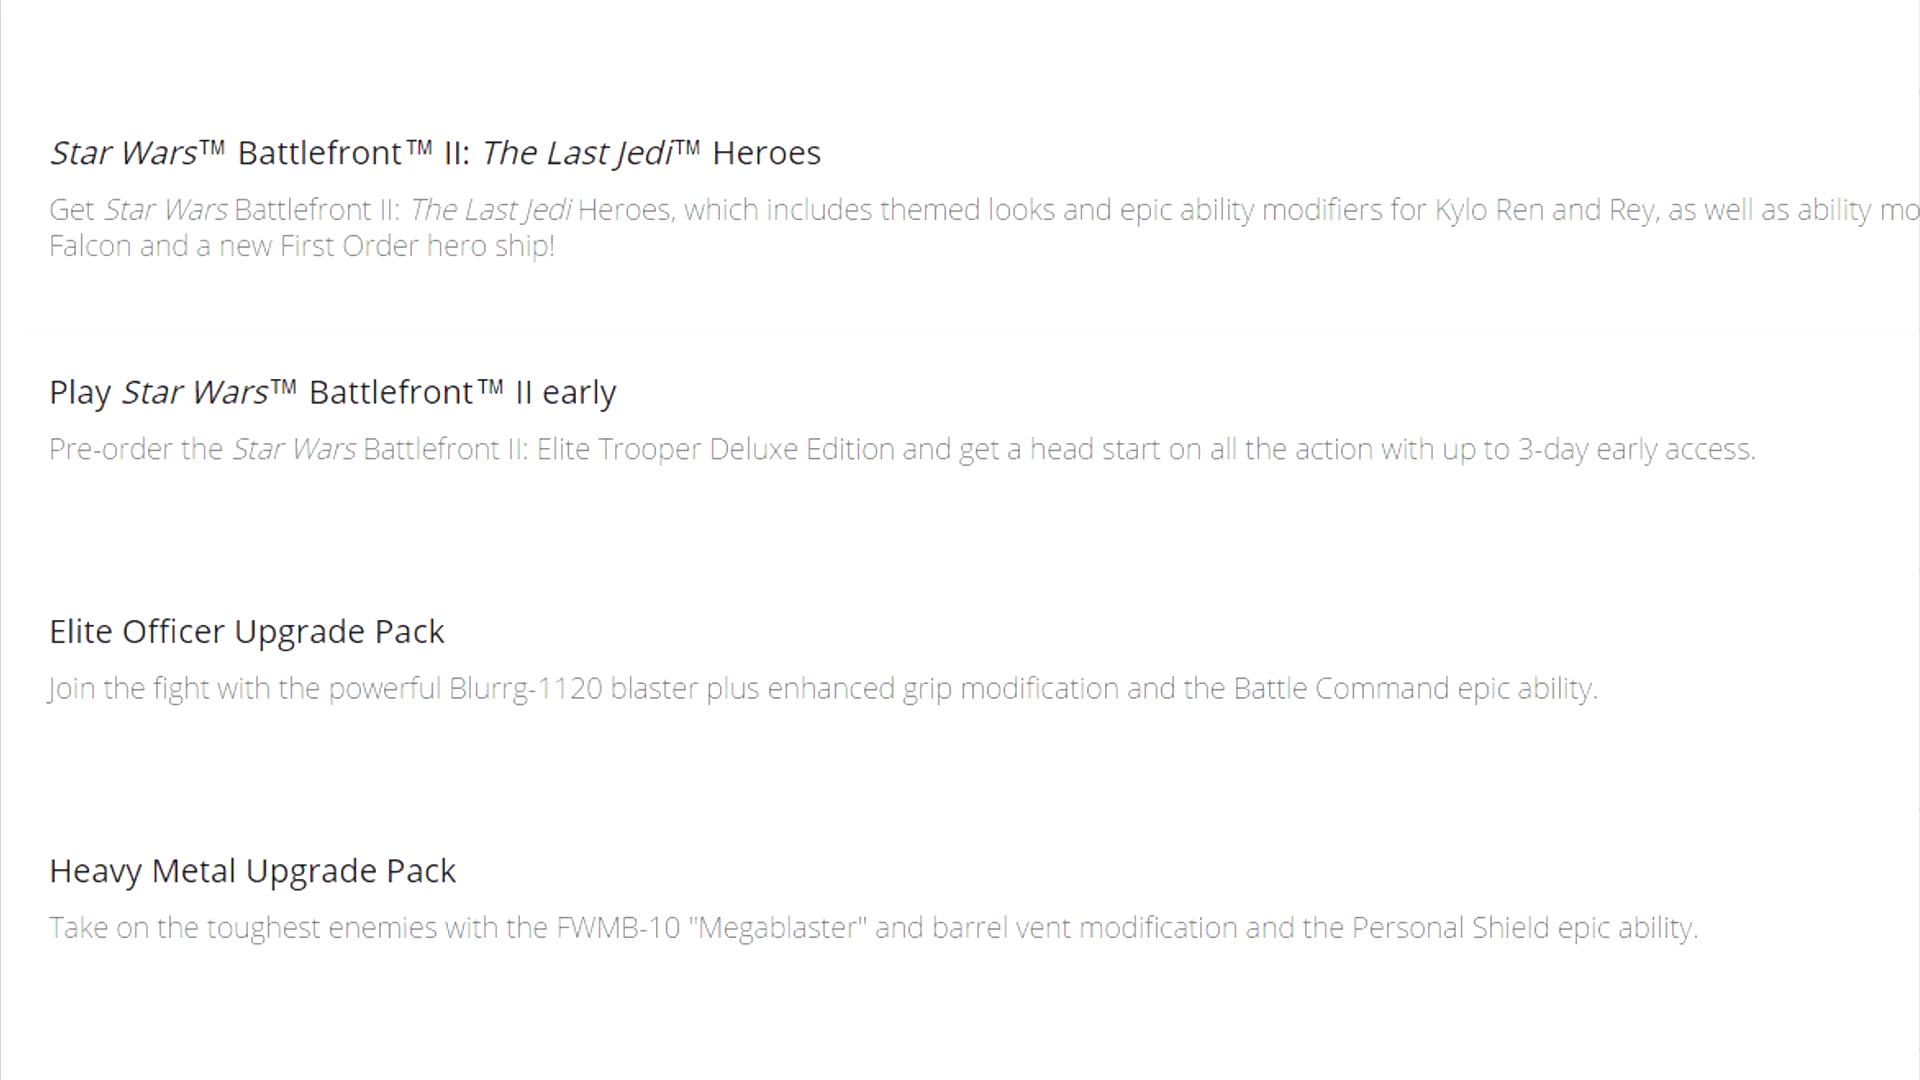 Star Wars™ Battlefront™ II: The Last Jedi™ Heroes
Get Star Wars Battlefront II: The Last Jedi Heroes, which includes themed looks and epic ability modifiers for Kylo Ren and Rey, as well as ability mo
Falcon and a new First Order hero ship!
Play Star Wars™ Battlefront™ II early
Pre-order the Star Wars Battlefront II: Elite Trooper Deluxe Edition and get a head start on all the action with up to 3-day early access.
Elite Officer Upgrade Pack
Join the fight with the powerful Blurrg-1120 blaster plus enhanced grip modification and the Battle Command epic ability.
Heavy Metal Upgrade Pack
Take on the toughest enemies with the FWMB-10 "Megablaster" and barrel vent modification and the Personal Shield epic ability.